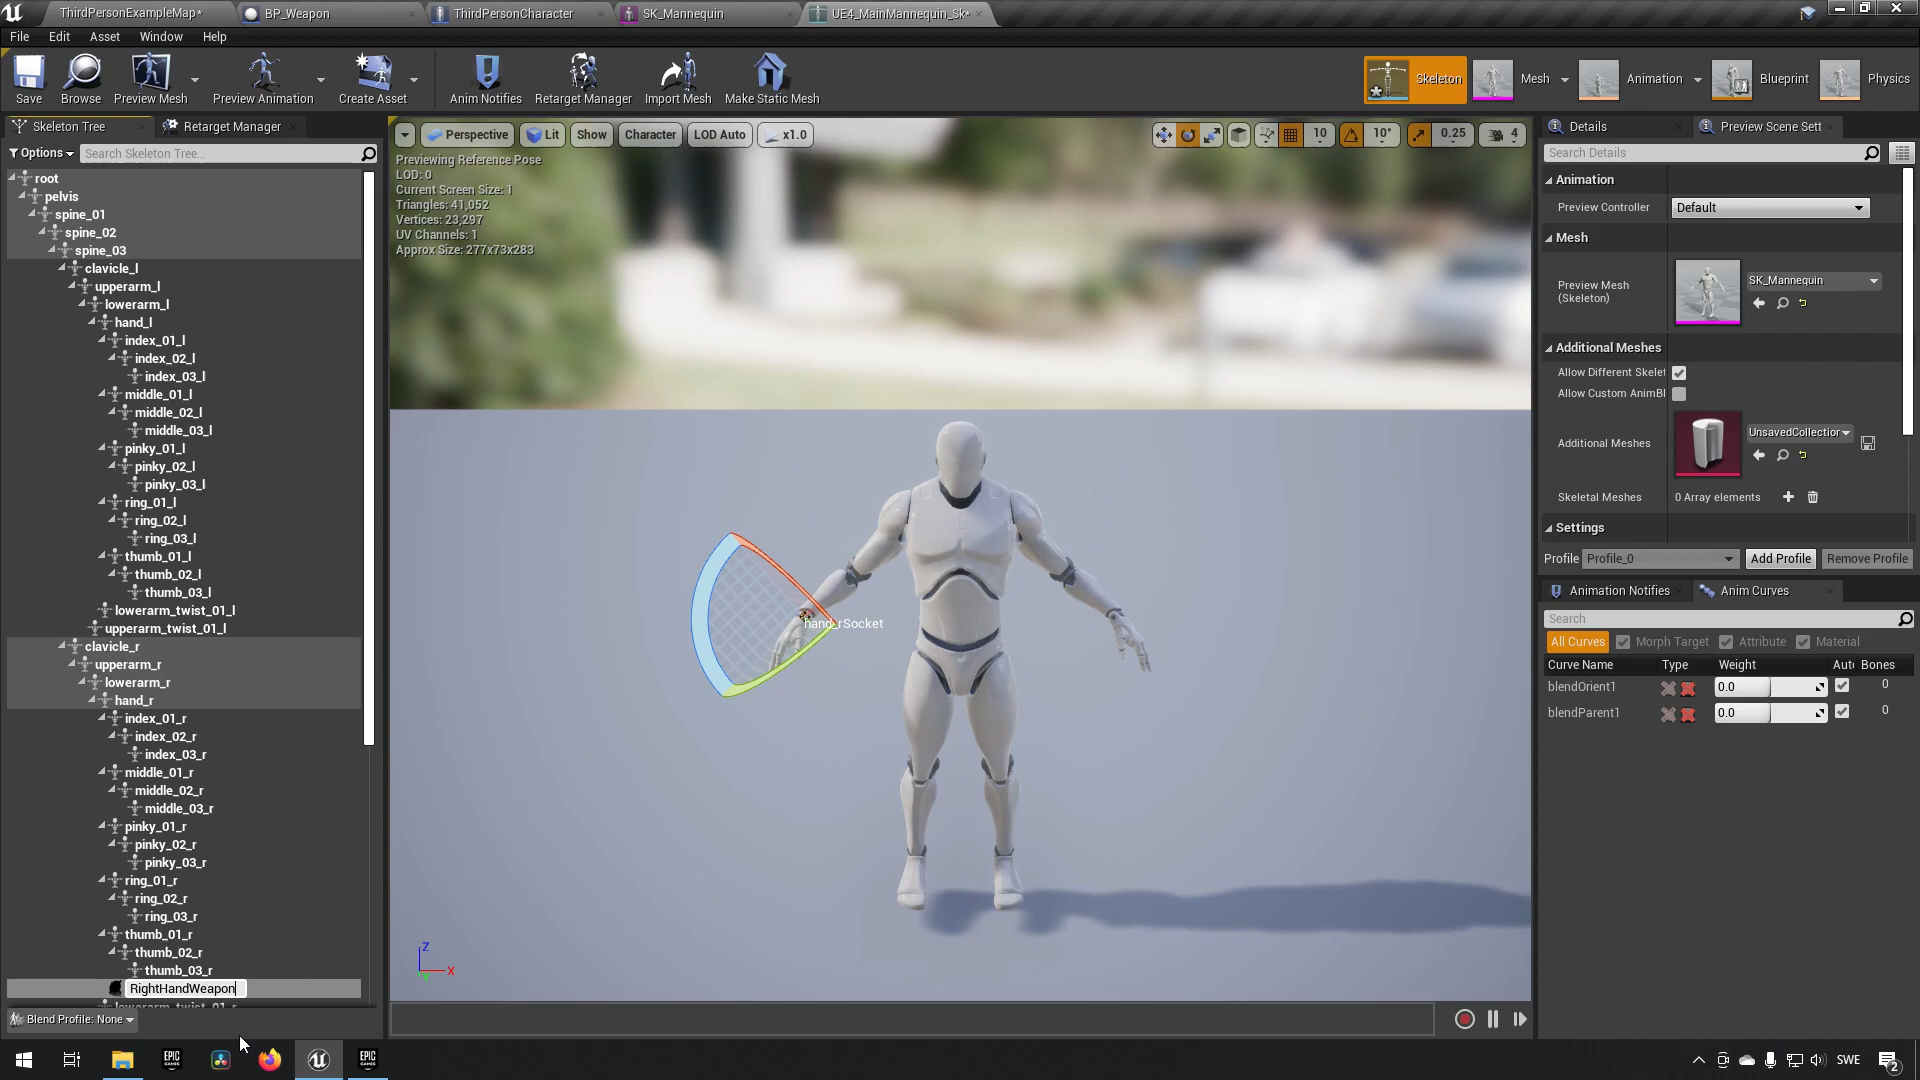 ThirdPersonExampleMap*
BP_Weapon
ThirdPersonCharacter
SK_Mannequin
UE4_MainMannequin_Sk*
File Edit Asset Window Help
Save
Browse
Preview Mesh
Preview Animation
Create Asset
Anim Notifies
Retarget Manager
Import Mesh
Make Static Mesh
Skeleton
Mesh
Animation
Blueprint
Physics
Skeleton Tree
Retarget Manager
Options
Search Skeleton Tree...
root
pelvis
spine_01
spine_02
spine_03
clavicle_l
upperarm_l
lowerarm_l
hand_l
index_01_l
index_02_l
index_03_l
middle_01_l
middle_02_l
middle_03_l
pinky_01_l
pinky_02_l
pinky_03_l
ring_01_l
ring_02_l
ring_03_l
thumb_01_l
thumb_02_l
thumb_03_l
lowerarm_twist_01_l
upperarm_twist_01_l
clavicle_r
upperarm_r
lowerarm_r
hand_r
index_01_r
index_02_r
index_03_r
middle_01_r
middle_02_r
middle_03_r
pinky_01_r
pinky_02_r
pinky_03_r
ring_01_r
ring_02_r
ring_03_r
thumb_01_r
thumb_02_r
thumb_03_r
RightHandWeapon
lowerarm_twist_01_r
Blend Profile: None
Perspective Lit Show Character LOD Auto x1.0
10 10° 0.25 4
Previewing Reference Pose
LOD: 0
Current Screen Size: 1
Triangles: 41,052
Vertices: 23,297
UV Channels: 1
Approx Size: 277x73x283
hand_rSocket
Z
X
Y
Details
Preview Scene Sett
Search Details
Animation
Preview Controller Default
Mesh
Preview Mesh
(Skeleton)
SK_Mannequin
Additional Meshes
Allow Different Skelet
Allow Custom AnimBl
Additional Meshes
UnsavedCollection
Skeletal Meshes 0 Array elements
Settings
Profile Profile_0 Add Profile Remove Profile
Animation Notifies
Anim Curves
Search
All Curves Morph Target Attribute Material
Curve Name Type Weight Auto Bones
blendOrient1 0.0 0
blendParent1 0.0 0
EPIC
GAMES
EPIC
GAMES
SWE
2